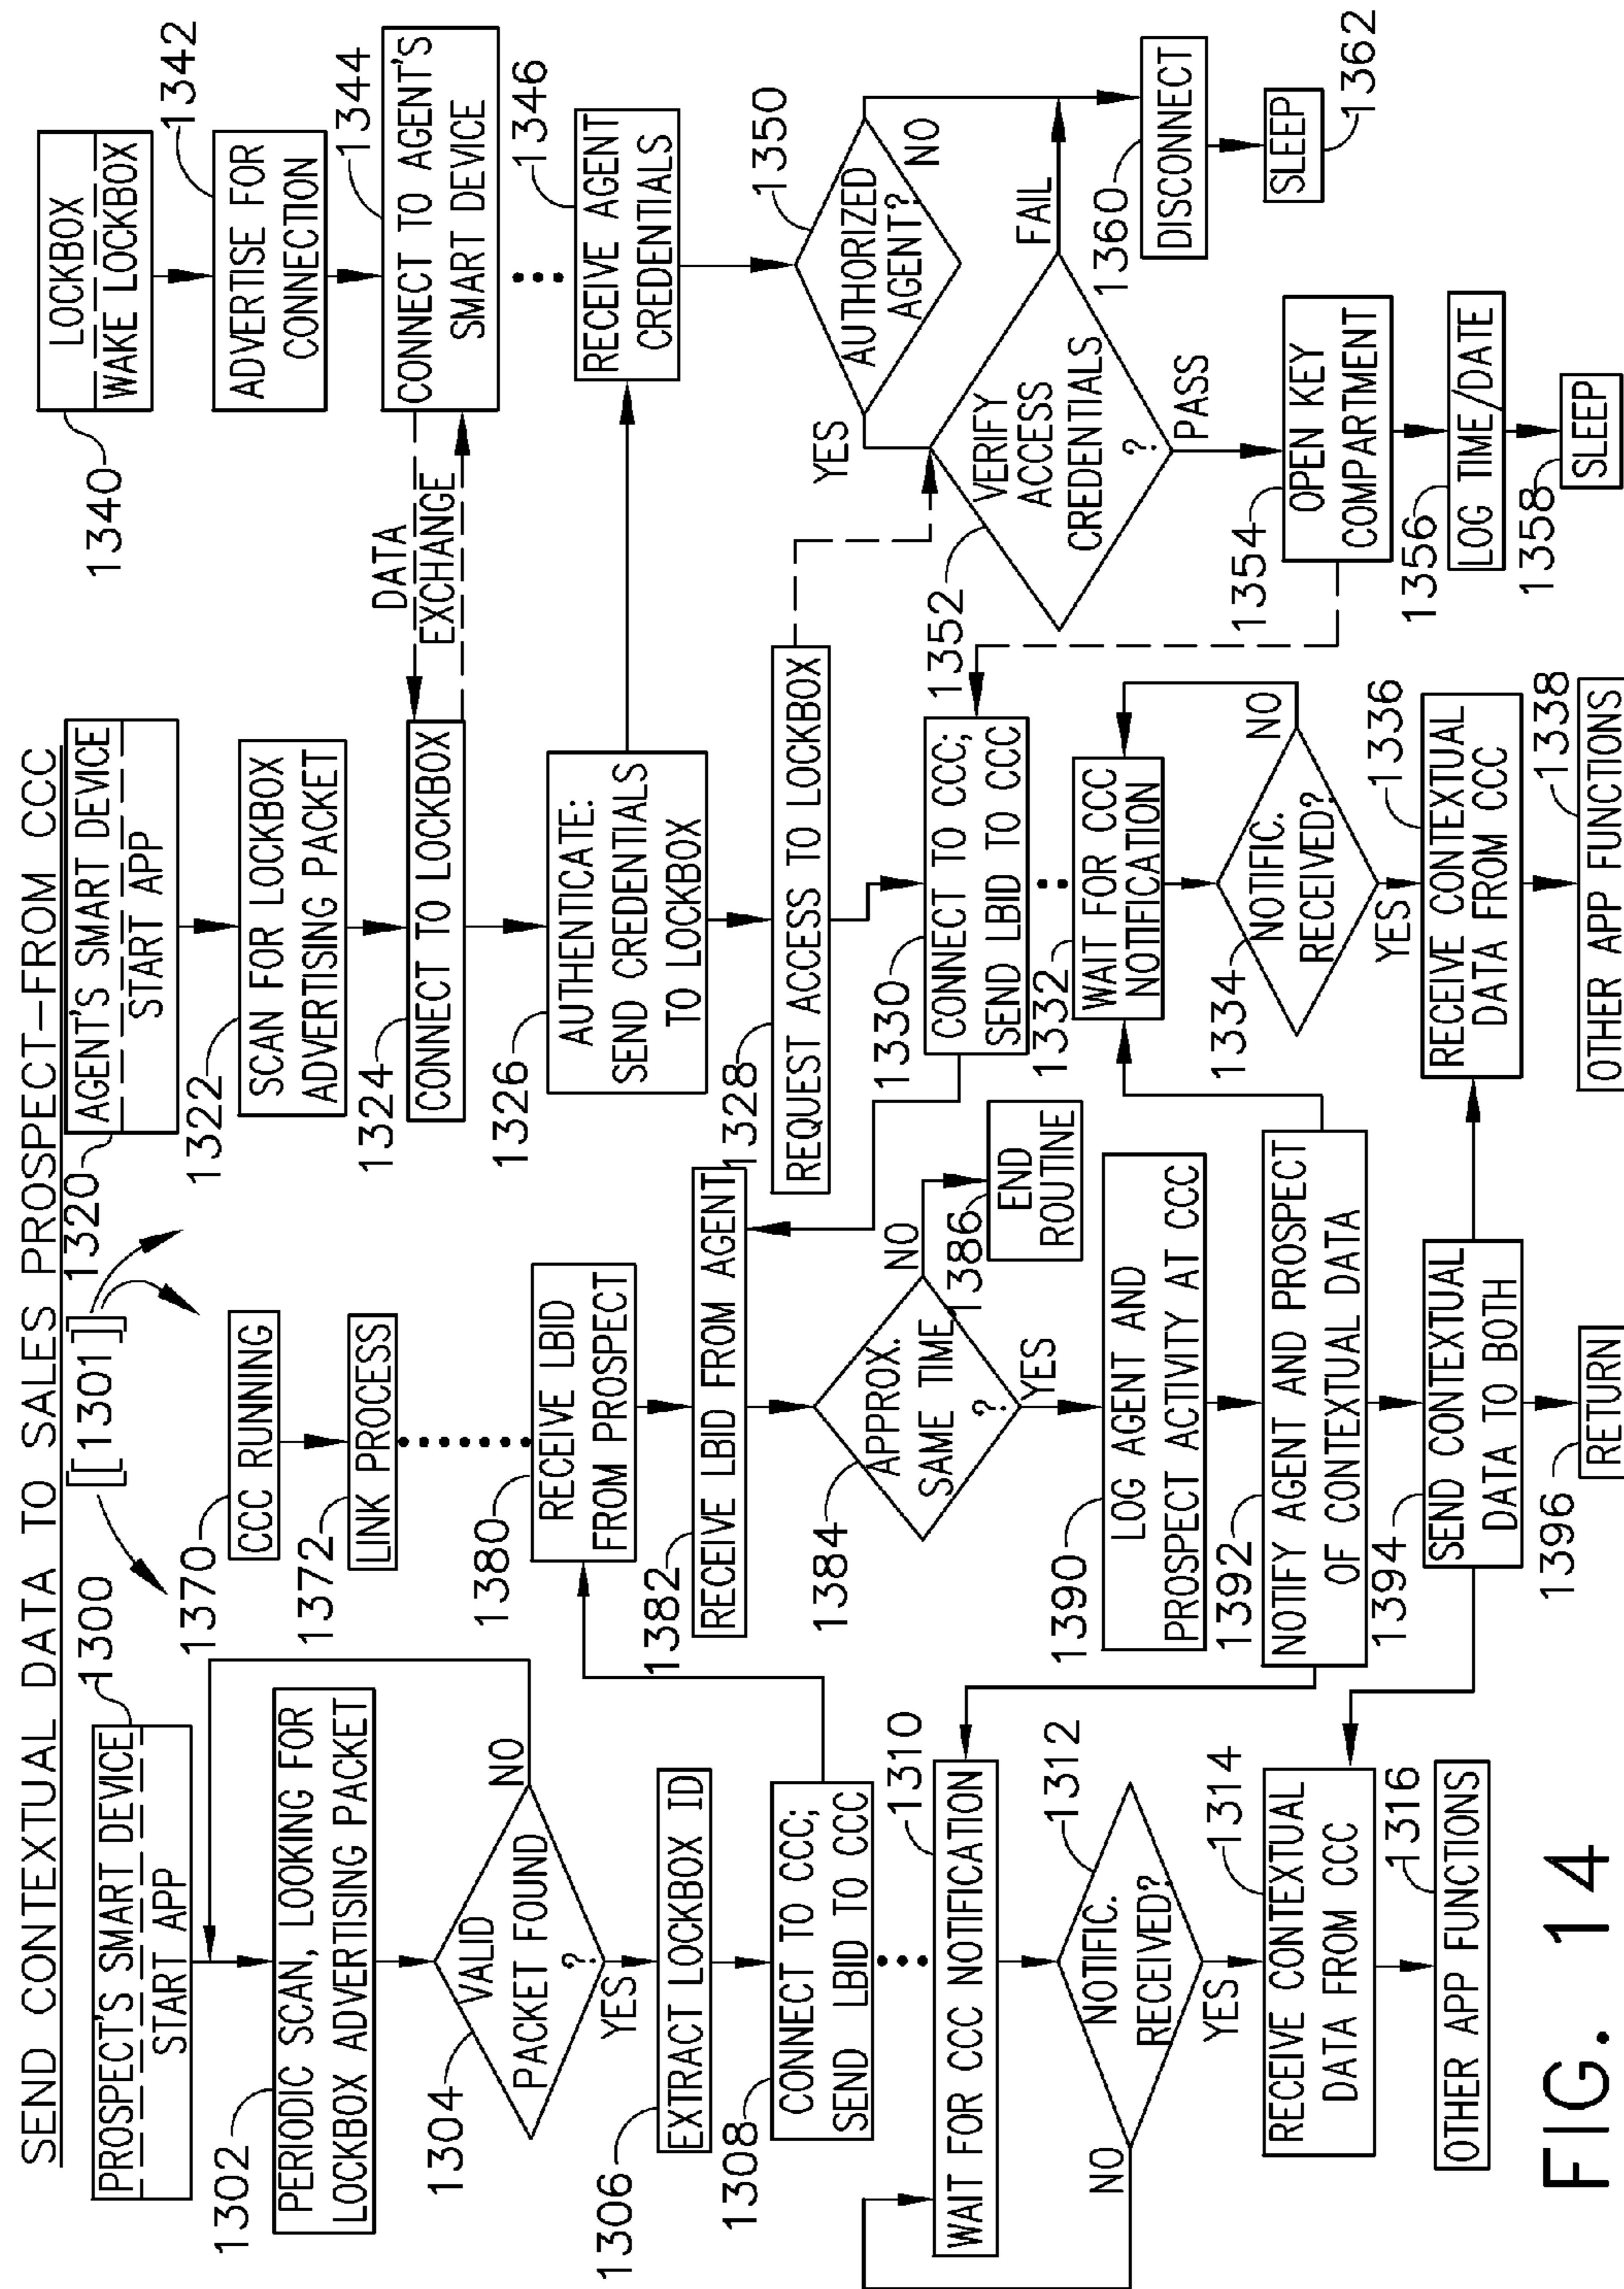 SEND CONTEXTUAL DATA TO SALES PROSPECT-FROM CCC
[[1301]]
1300
PROSPECT'S SMART DEVICE
START APP
1302
PERIODIC SCAN, LOOKING FOR
LOCKBOX ADVERTISING PACKET
1304
VALID
PACKET FOUND
?
NO
YES
1306
EXTRACT LOCKBOX ID
1308
CONNECT TO CCC;
SEND LBID TO CCC
1310
WAIT FOR CCC NOTIFICATION
1312
NOTIFIC.
RECEIVED?
NO
YES
1314
RECEIVE CONTEXTUAL
DATA FROM CCC
1316
OTHER APP FUNCTIONS
1370
CCC RUNNING
1372
LINK PROCESS
1380
RECEIVE LBID
FROM PROSPECT
1382
RECEIVE LBID FROM AGENT
1384
APPROX.
SAME TIME
?
NO
1386
END
ROUTINE
YES
1390
LOG AGENT AND
PROSPECT ACTIVITY AT CCC
1392
NOTIFY AGENT AND PROSPECT
OF CONTEXTUAL DATA
1394
SEND CONTEXTUAL
DATA TO BOTH
1396
RETURN
1320
AGENT'S SMART DEVICE
START APP
1322
SCAN FOR LOCKBOX
ADVERTISING PACKET
1324
CONNECT TO LOCKBOX
1326
AUTHENTICATE:
SEND CREDENTIALS
TO LOCKBOX
1328
REQUEST ACCESS TO LOCKBOX
1330
CONNECT TO CCC;
SEND LBID TO CCC
1332
WAIT FOR CCC
NOTIFICATION
1334
NOTIFIC.
RECEIVED?
NO
YES
1336
RECEIVE CONTEXTUAL
DATA FROM CCC
1338
OTHER APP FUNCTIONS
DATA
EXCHANGE
1340
LOCKBOX
WAKE LOCKBOX
1342
ADVERTISE FOR
CONNECTION
1344
CONNECT TO AGENT'S
SMART DEVICE
1346
RECEIVE AGENT
CREDENTIALS
1350
AUTHORIZED
AGENT?
NO
YES
1352
VERIFY
ACCESS
CREDENTIALS
?
FAIL
PASS
1354
OPEN KEY
COMPARTMENT
1356
LOG TIME/DATE
1358
SLEEP
1360
DISCONNECT
1362
SLEEP
FIG. 14